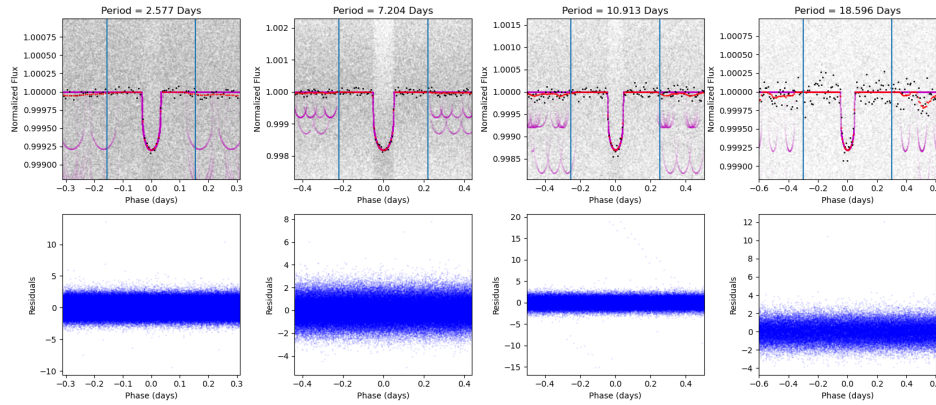 Period = 2.577 Days
Period = 7.204 Days
Period = 10.913 Days
Period = 18.596 Days
Normalized Flux
1.00075
1.00050
1.00025
1.00000
0.99975
0.99950
0.99925
0.99900
−0.3 −0.2 −0.1 0.0 0.1 0.2 0.3
Phase (days)
Normalized Flux
1.002
1.001
1.000
0.999
0.998
−0.4 −0.2 0.0 0.2 0.4
Phase (days)
Normalized Flux
1.0015
1.0010
1.0005
1.0000
0.9995
0.9990
0.9985
−0.4 −0.2 0.0 0.2 0.4
Phase (days)
Normalized Flux
1.00075
1.00050
1.00025
1.00000
0.99975
0.99950
0.99925
0.99900
−0.6 −0.4 −0.2 0.0 0.2 0.4 0.6
Phase (days)
Residuals
10
5
0
−5
−10
−0.3 −0.2 −0.1 0.0 0.1 0.2 0.3
Phase (days)
Residuals
8
6
4
2
0
−2
−4
−0.4 −0.2 0.0 0.2 0.4
Phase (days)
Residuals
20
15
10
5
0
−5
−10
−15
−0.4 −0.2 0.0 0.2 0.4
Phase (days)
Residuals
12
10
8
6
4
2
0
−2
−4
−0.6 −0.4 −0.2 0.0 0.2 0.4 0.6
Phase (days)